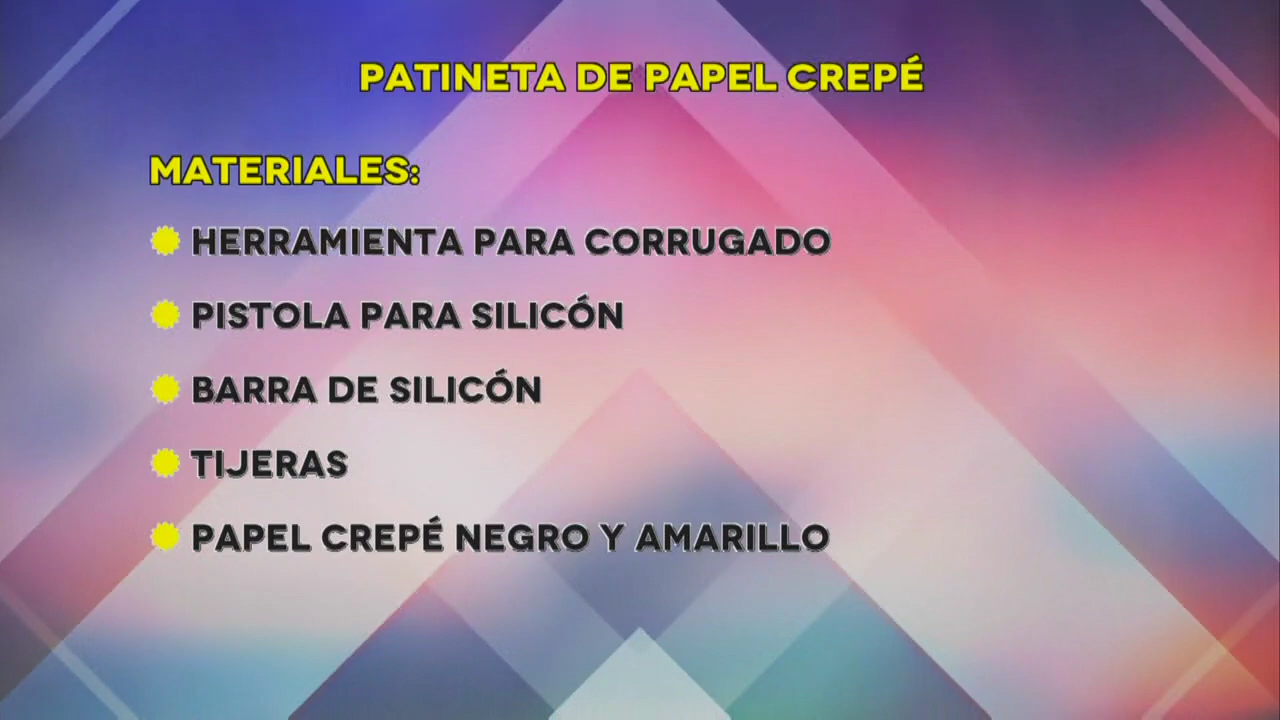 PATINETA DE PAPEL CREPÉ
MATERIALES:
HERRAMIENTA PARA CORRUGADO
PISTOLA PARA SILICÓN
BARRA DE SILICÓN
TIJERAS
PAPEL CREPÉ NEGRO Y AMARILLO